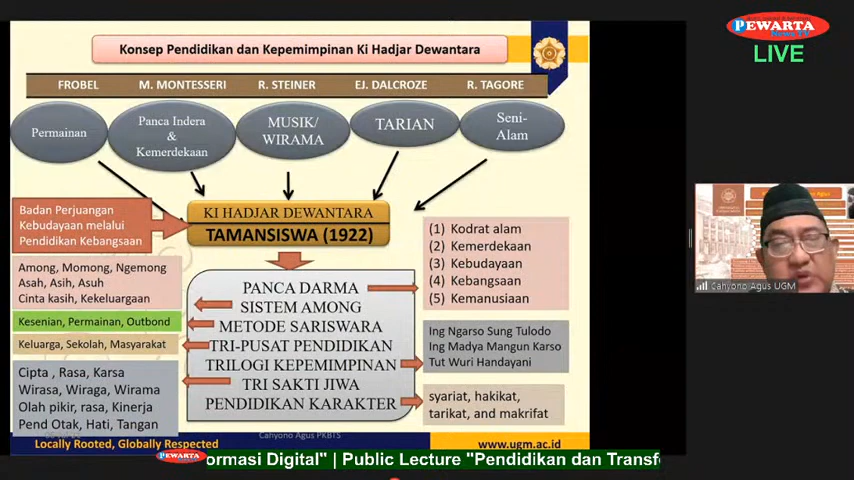 PEWARTA
News TV
LIVE
Konsep Pendidikan dan Kepemimpinan Ki Hadjar Dewantara
FROBEL M. MONTESSERI R. STEINER EJ. DALCROZE R. TAGORE
Permainan
Panca Indera
&
Kemerdekaan
MUSIK/
WIRAMA
TARIAN
Seni-
Alam
Badan Perjuangan
Kebudayaan melalui
Pendidikan Kebangsaan
KI HADJAR DEWANTARA
TAMANSISWA (1922)
(1) Kodrat alam
(2) Kemerdekaan
(3) Kebudayaan
(4) Kebangsaan
(5) Kemanusiaan
Among, Momong, Ngemong
Asah, Asih, Asuh
Cinta kasih, Kekeluargaan
Kesenian, Permainan, Outbond
Keluarga, Sekolah, Masyarakat
Cipta , Rasa, Karsa
Wirasa, Wiraga, Wirama
Olah pikir, rasa, Kinerja
Pend Otak, Hati, Tangan
PANCA DARMA
SISTEM AMONG
METODE SARISWARA
TRI-PUSAT PENDIDIKAN
TRILOGI KEPEMIMPINAN
TRI SAKTI JIWA
PENDIDIKAN KARAKTER
Ing Ngarso Sung Tulodo
Ing Madya Mangun Karso
Tut Wuri Handayani
syariat, hakikat,
tarikat, and makrifat
Cahyono Agus UGM
Cahyono Agus PKBTS
Locally Rooted, Globally Respected
www.ugm.ac.id
PEWARTA
ormasi Digital" | Public Lecture "Pendidikan dan Transf